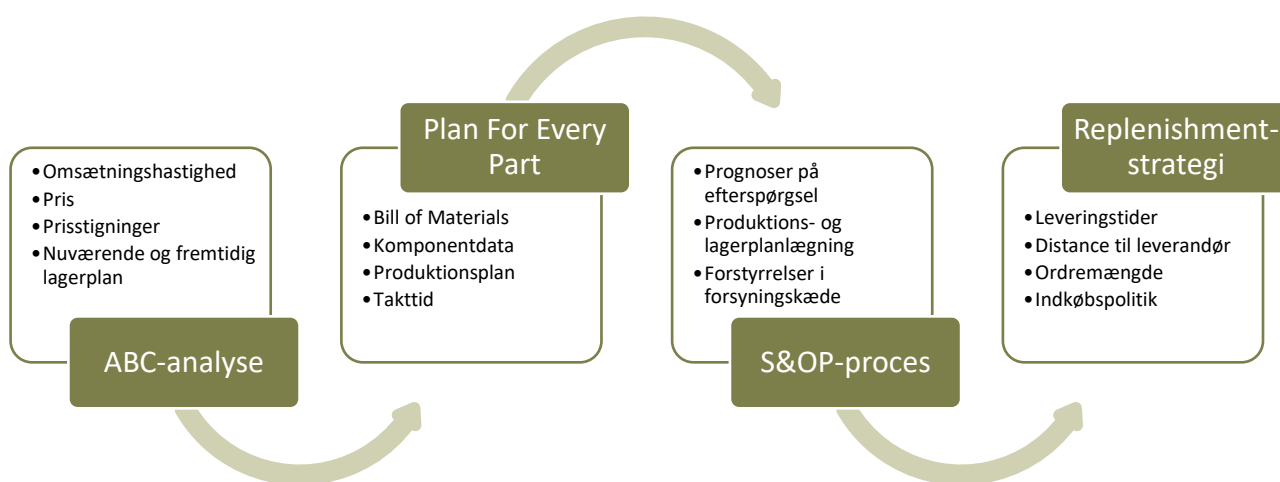 •Omsætningshastighed
•Pris
•Prisstigninger
•Nuværende og fremtidig
lagerplan
ABC-analyse
Plan For Every
Part
•Bill of Materials
•Komponentdata
•Produktionsplan
•Takttid
•Prognoser på
efterspørgsel
•Produktions- og
lagerplanlægning
•Forstyrrelser i
forsyningskæde
S&OP-proces
Replenishment-
strategi
•Leveringstider
•Distance til leverandør
•Ordremængde
•Indkøbspolitik